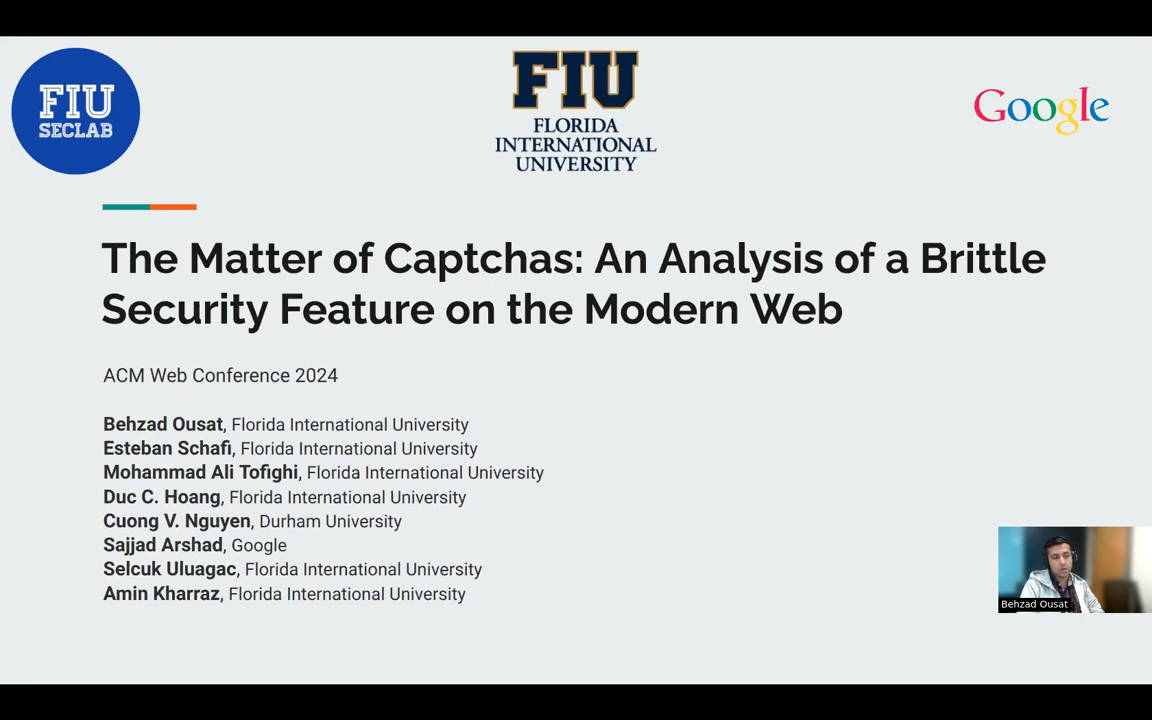 FIU
SECLAB
FIU
FLORIDA
INTERNATIONAL
UNIVERSITY
Google
The Matter of Captchas: An Analysis of a Brittle
Security Feature on the Modern Web
ACM Web Conference 2024
Behzad Ousat, Florida International University
Esteban Schafi, Florida International University
Mohammad Ali Tofighi, Florida International University
Duc C. Hoang, Florida International University
Cuong V. Nguyen, Durham University
Sajjad Arshad, Google
Selcuk Uluagac, Florida International University
Amin Kharraz, Florida International University
Behzad Ousat